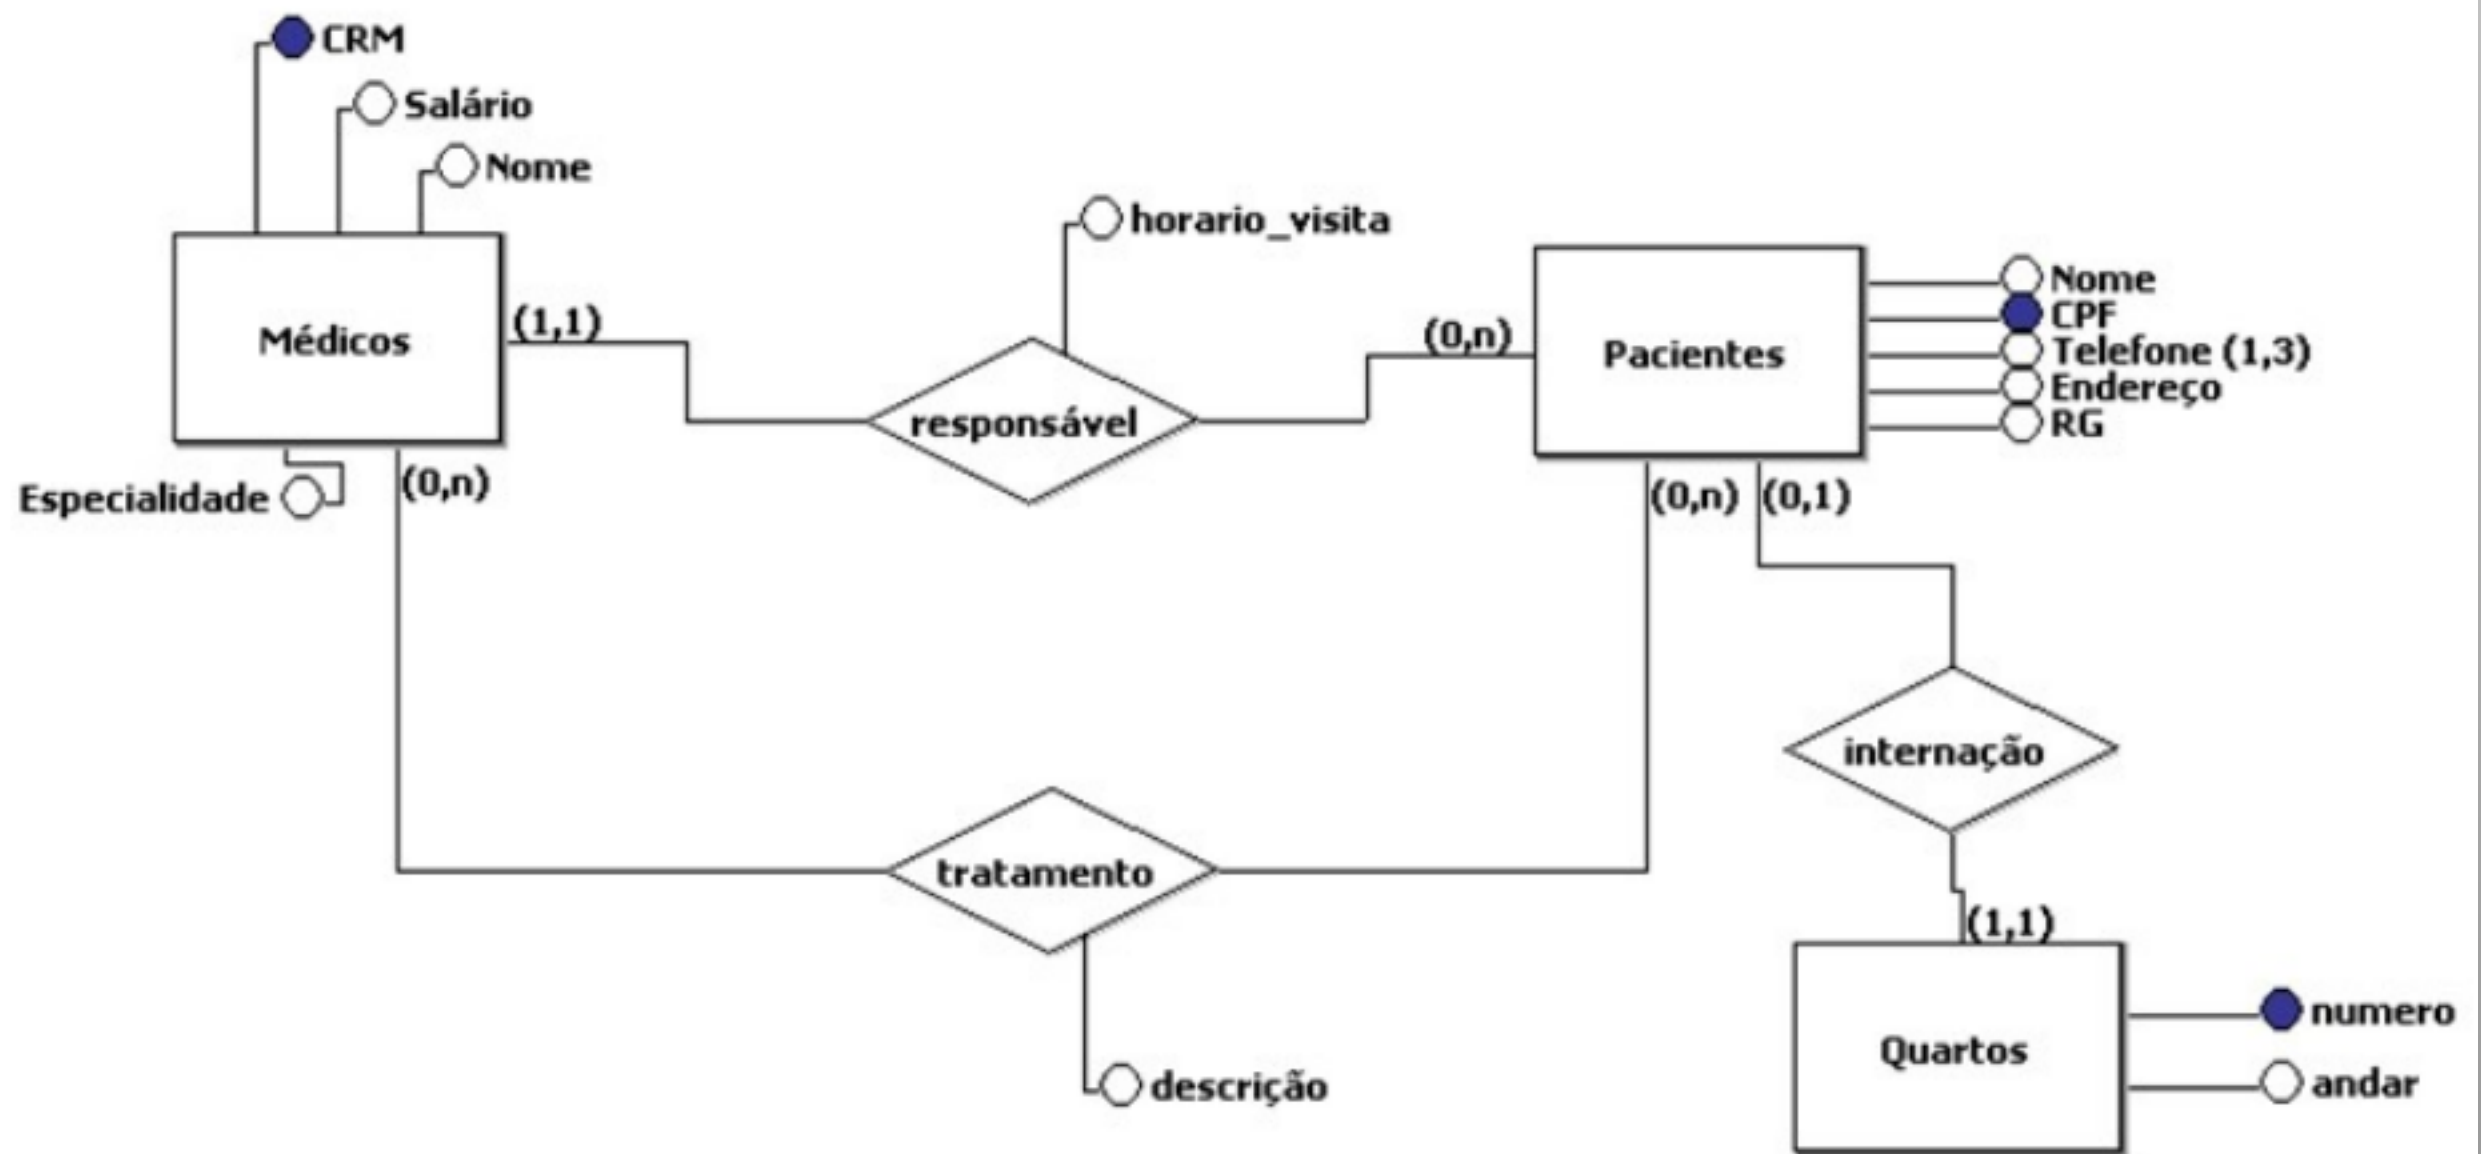 CRM
Salário
Nome
horario_visita
Médicos
(1,1)
responsável
(0,n)
Pacientes
Nome
CPF
Telefone (1,3)
Endereço
RG
Especialidade
(0,n)
(0,n)
(0,1)
internação
tratamento
descrição
(1,1)
Quartos
numero
andar